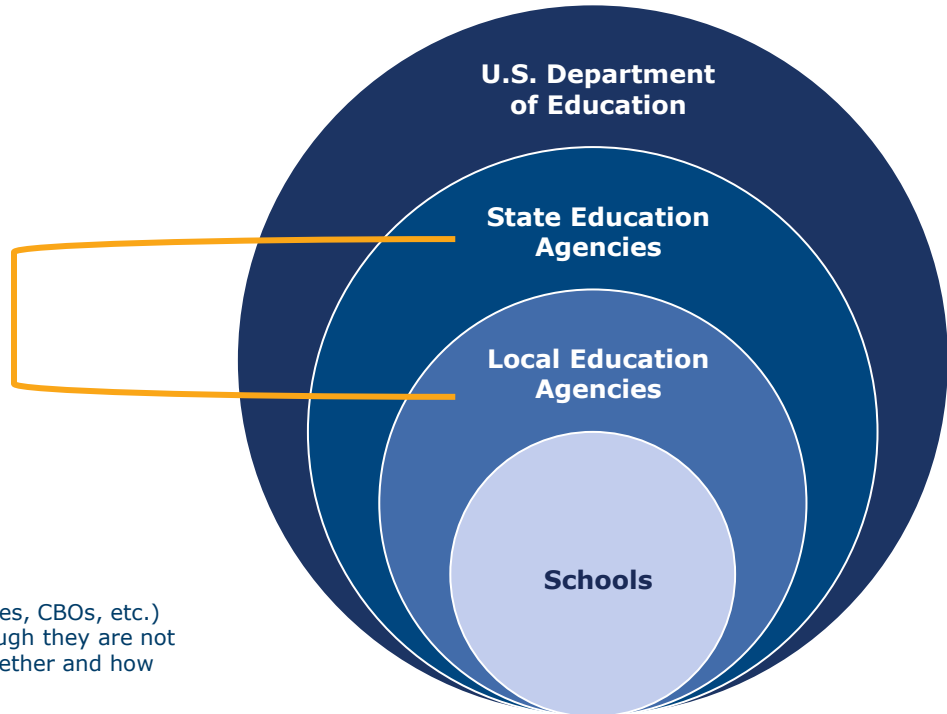 U.S. Department
of Education
State Education
Agencies
Local Education
Agencies
Schools
es, CBOs, etc.)
ugh they are not
ether and how